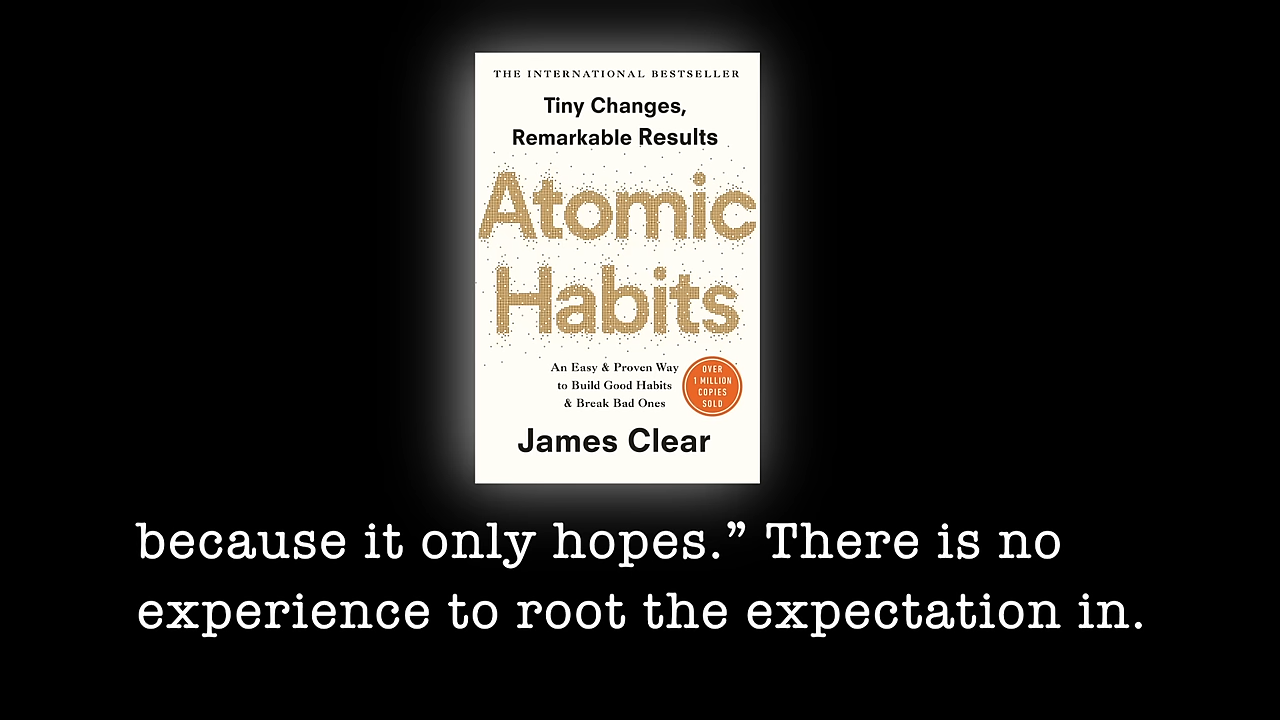 THE INTERNATIONAL BESTSELLER
Tiny Changes,
Remarkable Results
Atomic
Habits
An Easy & Proven Way
to Build Good Habits
& Break Bad Ones
OVER
1 MILLION
COPIES
SOLD
James Clear
because it only hopes.” There is no
experience to root the expectation in.